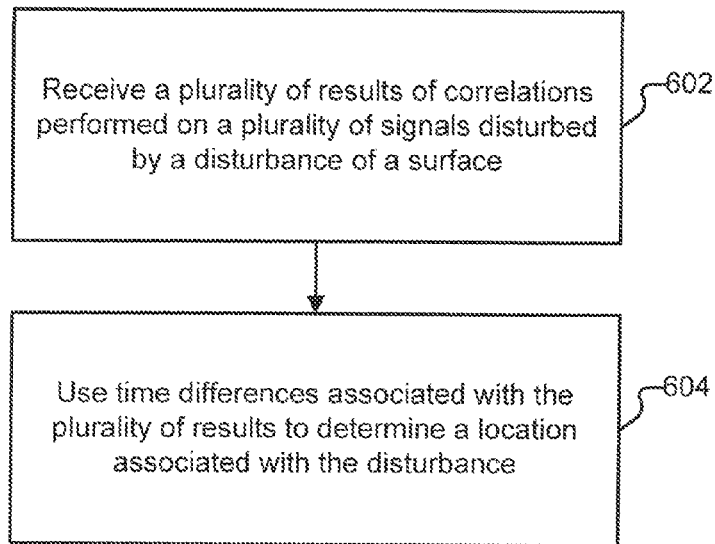 Receive a plurality of results of correlations
performed on a plurality of signals disturbed
by a disturbance of a surface
602
Use time differences associated with the
plurality of results to determine a location
associated with the disturbance
604